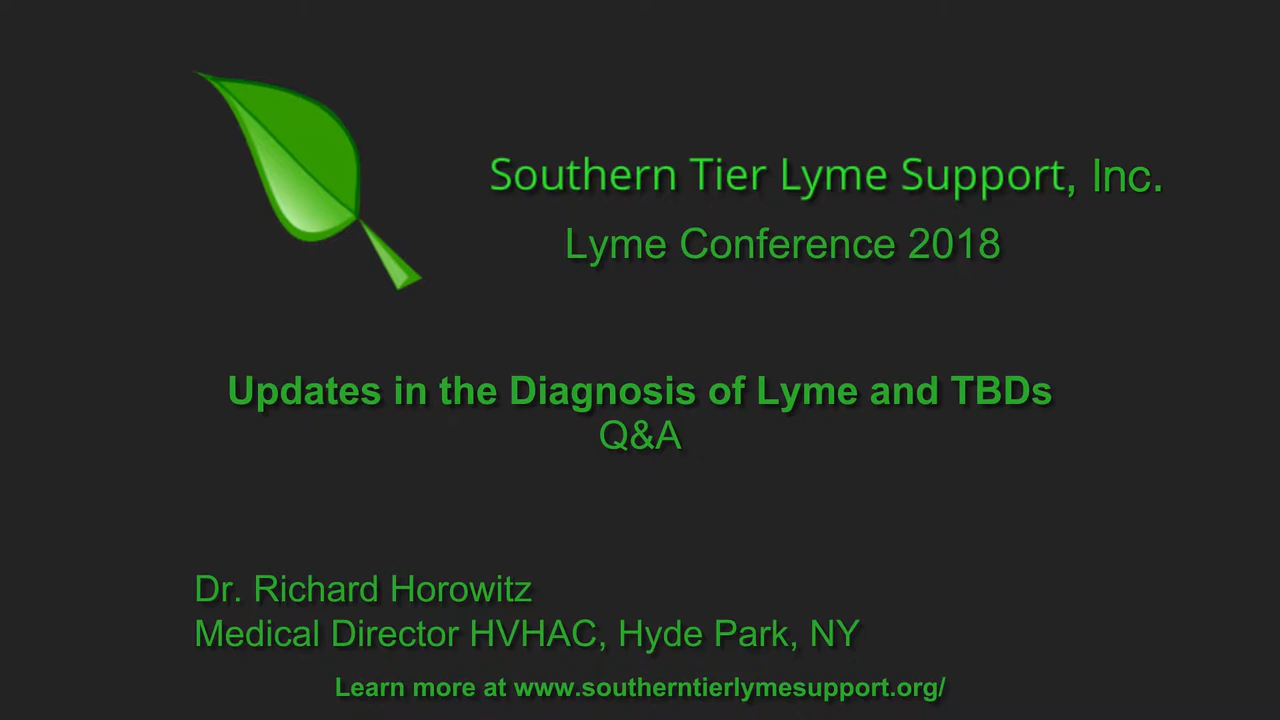 Southern Tier Lyme Support, Inc.
Lyme Conference 2018
Updates in the Diagnosis of Lyme and TBDs
Q&A
Dr. Richard Horowitz
Medical Director HVHAC, Hyde Park, NY
Learn more at www.southerntierlymesupport.org/